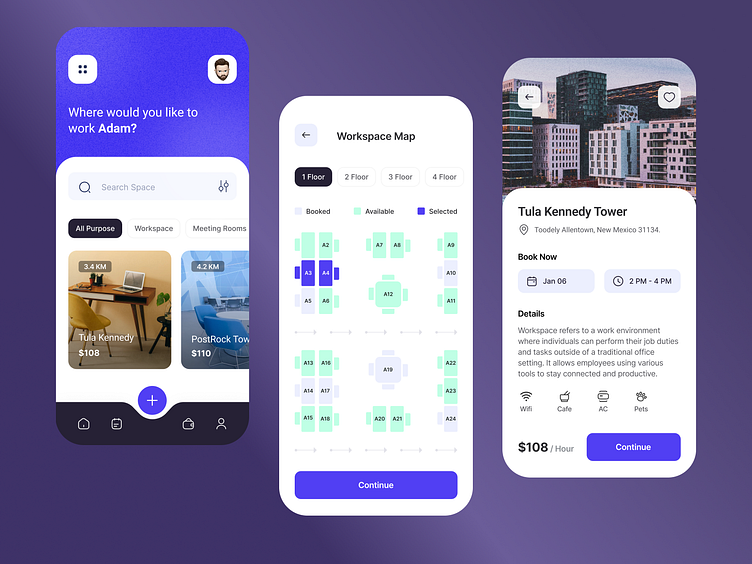 Where would you like to
work Adam?
Search Space
All Purpose
Workspace
Meeting Rooms
3.4 KM
Tula Kennedy
$108
4.2 KM
PostRock Tow
$110
Workspace Map
1 Floor
2 Floor
3 Floor
4 Floor
Booked
Available
Selected
A2
A7
A8
A9
A3
A4
A10
A5
A6
A12
A11
A13
A16
A19
A22
A14
A17
A23
A15
A18
A20
A21
A24
Continue
Tula Kennedy Tower
Toodely Allentown, New Mexico 31134.
Book Now
Jan 06
2 PM - 4 PM
Details
Workspace refers to a work environment
where individuals can perform their job duties
and tasks outside of a traditional office
setting. It allows employees using various
tools to stay connected and productive.
Wifi
Cafe
AC
Pets
$108 / Hour
Continue